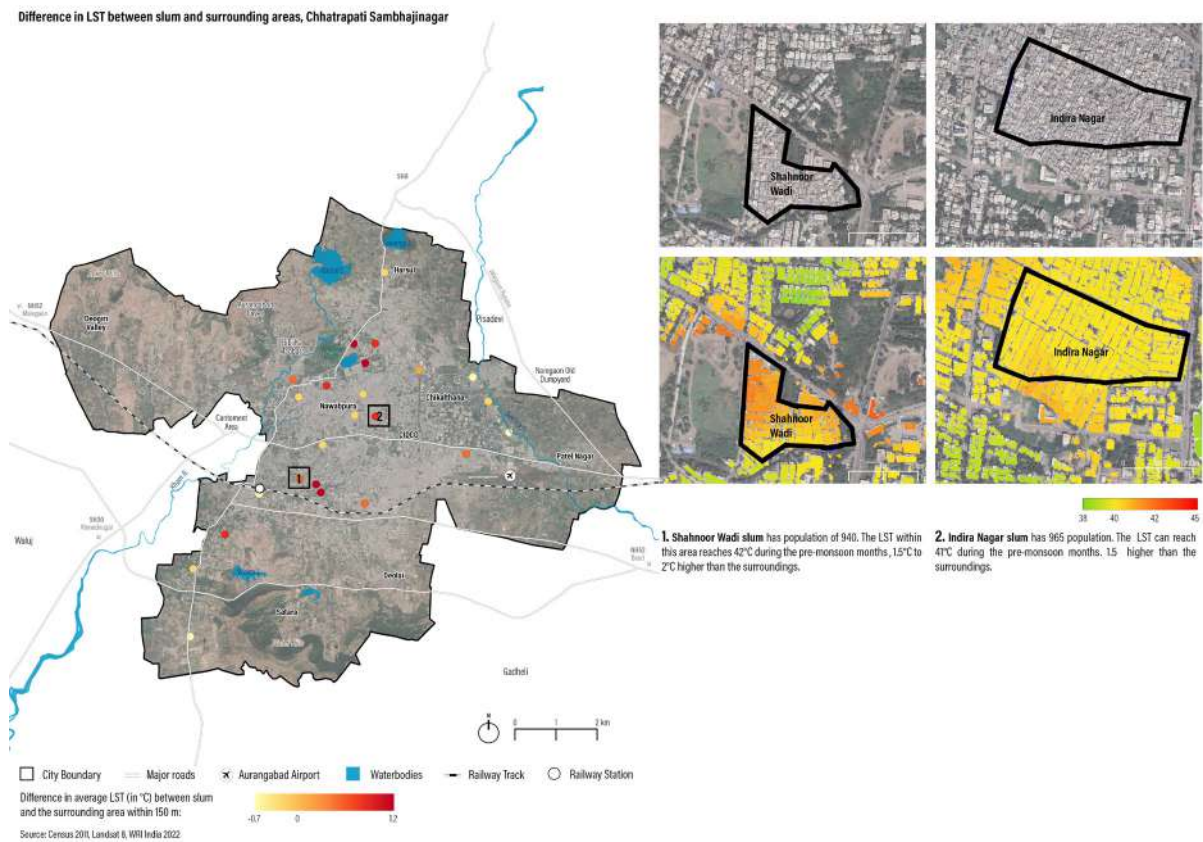 Difference in LST between slum and surrounding areas, Chhatrapati Sambhajinagar
Harsul
Deogiri
Valley
Pisadevi
Naregaon Old
Dumpyard
Nawabpura
Chikalthana
Cantoment
Area
2
CIDCO
Patel Nagar
1
Waluj
Deolai
Satara
Gadheli
N
0 1 2 km
City Boundary
Major roads
Aurangabad Airport
Waterbodies
Railway Track
Railway Station
Difference in average LST (in °C) between slum
and the surrounding area within 150 m:
-0.7 0 1.2
Source: Census 2011, Landsat 8, WRI India 2022
Shahnoor
Wadi
Indira Nagar
Shahnoor
Wadi
Indira Nagar
38 40 42 45
1. Shahnoor Wadi slum has population of 940. The LST within
this area reaches 42°C during the pre-monsoon months, 1.5°C to
2°C higher than the surroundings.
2. Indira Nagar slum has 965 population. The LST can reach
41°C during the pre-monsoon months. 1.5 higher than the
surroundings.